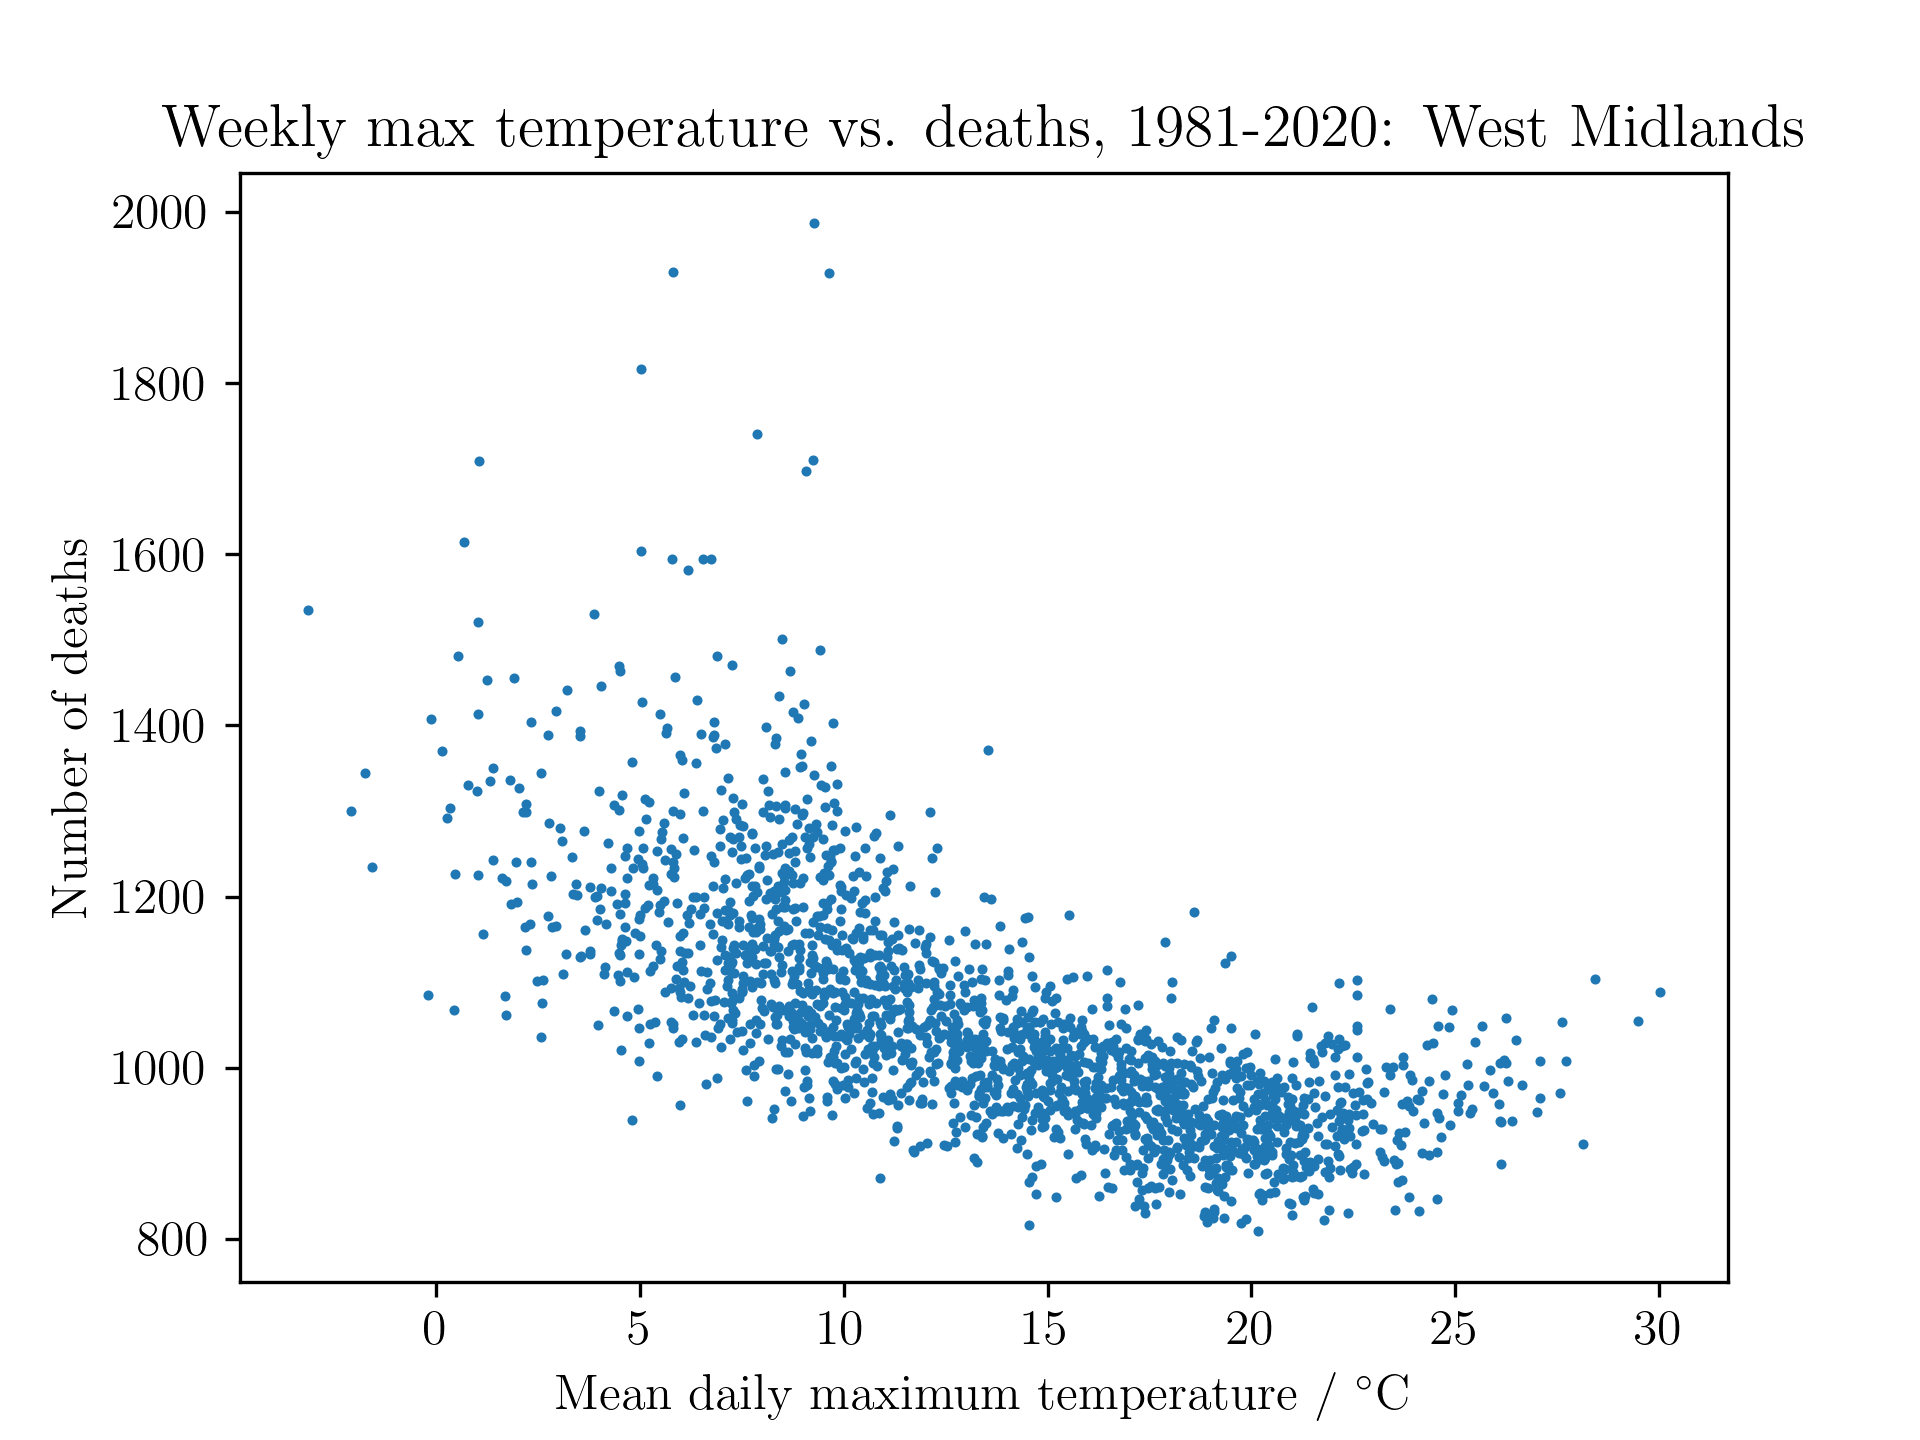 Weekly max temperature vs. deaths, 1981-2020: West Midlands
2000
1800
1600
1400
1200
1000
800
Number of deaths
0 5 10 15 20 25 30
Mean daily maximum temperature / °C